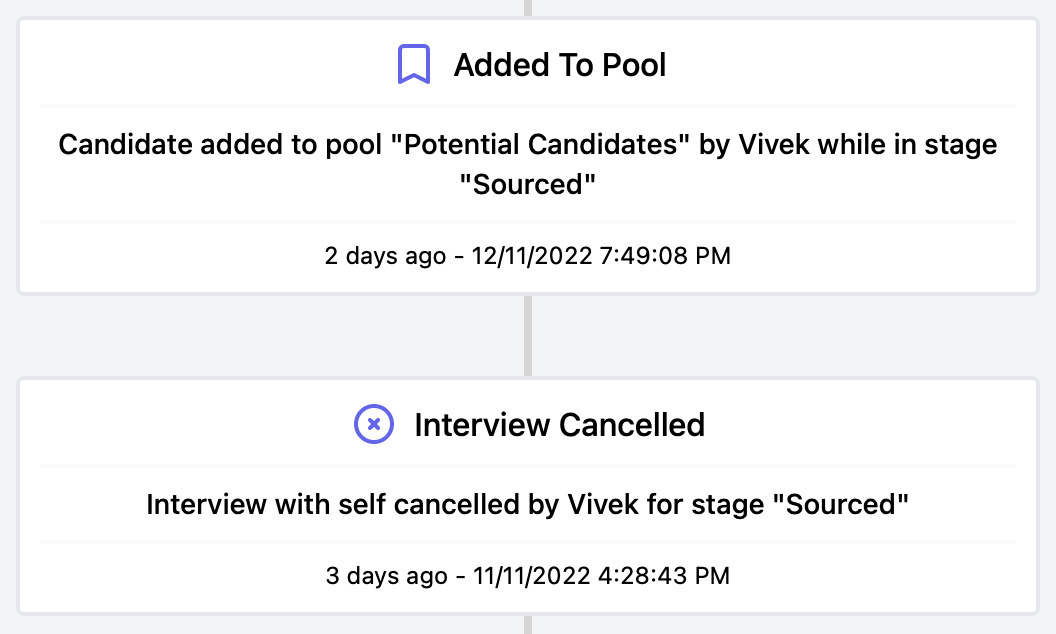 Added To Pool
Candidate added to pool "Potential Candidates" by Vivek while in stage
"Sourced"
2 days ago - 12/11/2022 7:49:08 PM
Interview Cancelled
Interview with self cancelled by Vivek for stage "Sourced"
3 days ago - 11/11/2022 4:28:43 PM